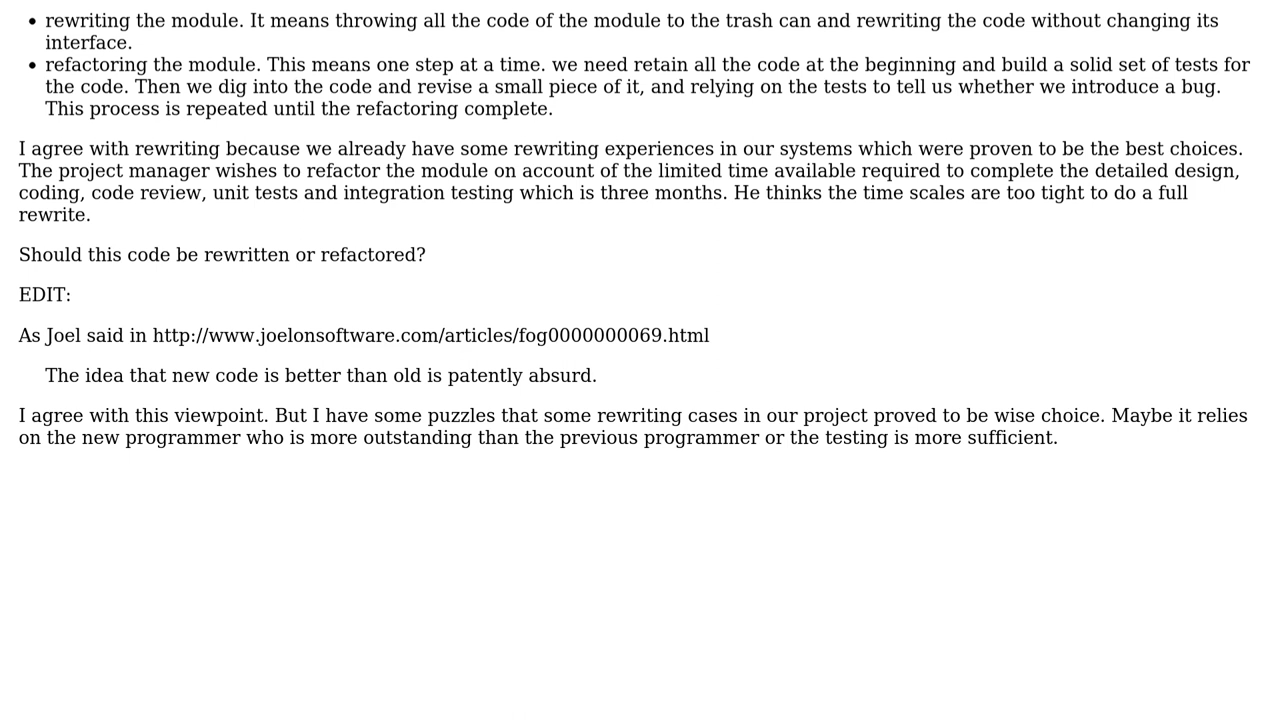 • rewriting the module. It means throwing all the code of the module to the trash can and rewriting the code without changing its
interface.
• refactoring the module. This means one step at a time. we need retain all the code at the beginning and build a solid set of tests for
the code. Then we dig into the code and revise a small piece of it, and relying on the tests to tell us whether we introduce a bug.
This process is repeated until the refactoring complete.
I agree with rewriting because we already have some rewriting experiences in our systems which were proven to be the best choices.
The project manager wishes to refactor the module on account of the limited time available required to complete the detailed design,
coding, code review, unit tests and integration testing which is three months. He thinks the time scales are too tight to do a full
rewrite.
Should this code be rewritten or refactored?
EDIT:
As Joel said in http://www.joelonsoftware.com/articles/fog0000000069.html
The idea that new code is better than old is patently absurd.
I agree with this viewpoint. But I have some puzzles that some rewriting cases in our project proved to be wise choice. Maybe it relies
on the new programmer who is more outstanding than the previous programmer or the testing is more sufficient.